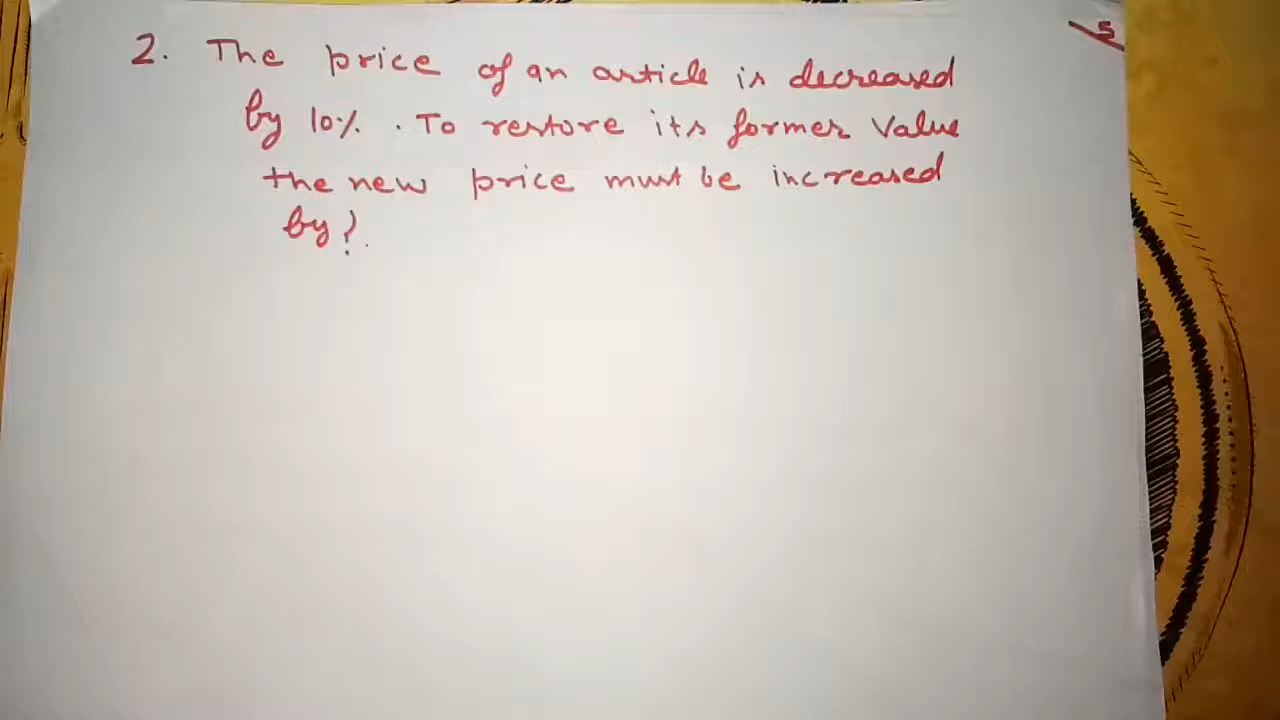 5
2. The price of an article is decreased
by 10%. To restore its former value
the new price must be increased
by?